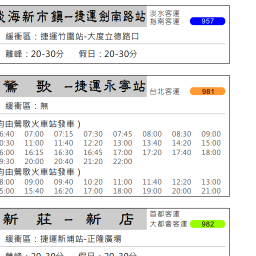 淡海新市鎮-捷運劍南路站
淡水客運
指南客運
957
緩衝區：捷運竹圍站-大度立德路口
離峰：20-30分 假日：20-30分
鶯歌-捷運永寧站
台北客運
981
緩衝區：無
均由鶯歌火車站發車）
6:40 07:00 07:15 07:30 07:45 08:00 08:30 09:00
0:30 11:00 11:40 12:20 13:00 13:40 14:20 15:00
6:00 16:15 16:30 16:45 17:00 17:20 17:40 18:00
9:30 20:00 20:40 21:20 22:00
均由鶯歌火車站發車）
8:00 09:00 09:40 10:20 11:00 11:40 12:20 13:00
5:00 15:40 16:20 17:00 18:00 19:00 20:00 21:00
新莊-新店
首都客運
大都會客運
982
緩衝區：捷運新埔站-正隆廣場
離峰：20-30分 假日：20-30分